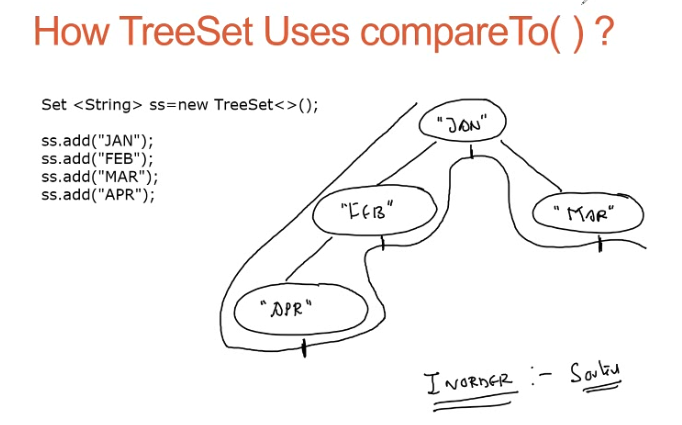 How TreeSet Uses compareTo( ) ?
Set <String> ss=new TreeSet<>();
ss.add("JAN");
ss.add("FEB");
ss.add("MAR");
ss.add("APR");
"JAN"
"FEB"
"MAR"
"APR"
INORDER :-